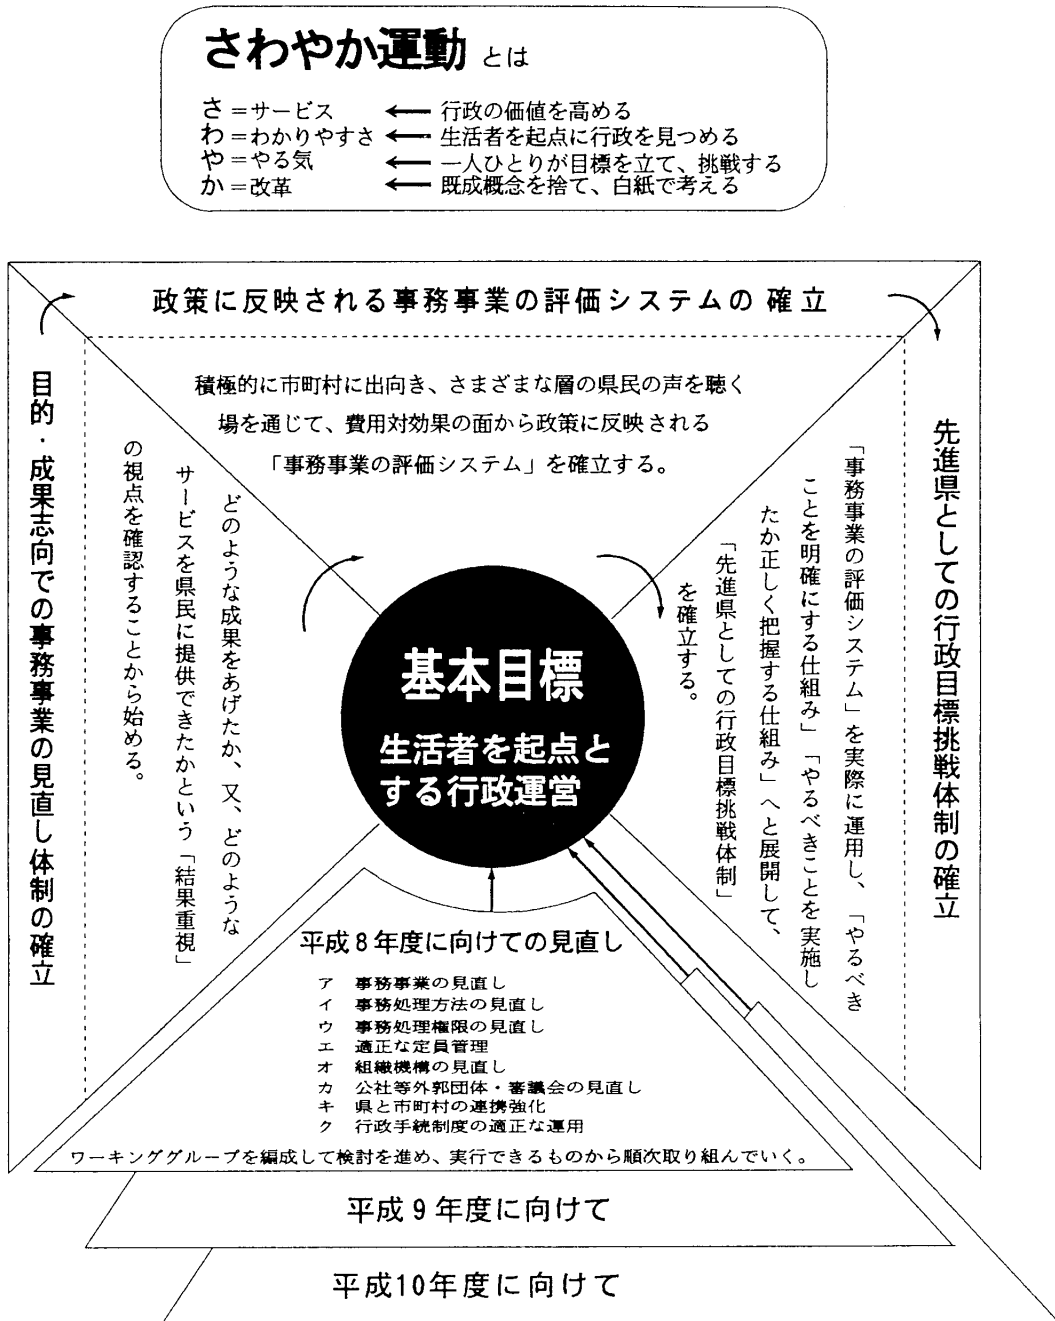 さわやか運動 とは
さ＝サービス ← 行政の価値を高める
わ＝わかりやすさ ← 生活者を起点に行政を見つめる
や＝やる気 ← 一人ひとりが目標を立て、挑戦する
か＝改革 ← 既成概念を捨て、白紙で考える
政策に反映される事務事業の評価システムの 確立
積極的に市町村に出向き、さまざまな層の県民の声を聴く
場を通じて、費用対効果の面から政策に反映される
「事務事業の評価システム」を確立する。
先進県としての行政目標挑戦体制の確立
「事務事業の評価システム」を実際に運用し、「やるべき
ことを明確にする仕組み」「やるべきことを実施し
たか正しく把握する仕組み」へと展開して、
「先進県としての行政目標挑戦体制」
を確立する。
基本目標
生活者を起点と
する行政運営
どのような成果をあげたか、又、どのような
サービスを県民に提供できたかという「結果重視」
の視点を確認することから始める。
目的・成果志向での事務事業の見直し体制の確立
平成８年度に向けての見直し
ア 事務事業の見直し
イ 事務処理方法の見直し
ウ 事務処理権限の見直し
エ 適正な定員管理
オ 組織機構の見直し
カ 公社等外郭団体・審議会の見直し
キ 県と市町村の連携強化
ク 行政手続制度の適正な運用
ワーキンググループを編成して検討を進め、実行できるものから順次取り組んでいく。
平成９年度に向けて
平成10年度に向けて